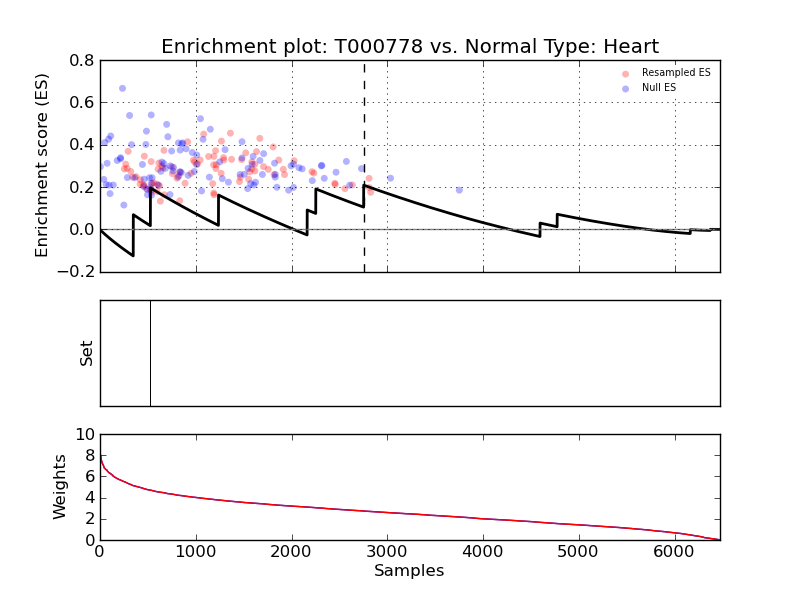 Enrichment plot: T000778 vs. Normal Type: Heart
Enrichment score (ES)
0.8
0.6
0.4
0.2
0.0
−0.2
Resampled ES
Null ES
Set
Weights
10
8
6
4
2
0
0 1000 2000 3000 4000 5000 6000
Samples